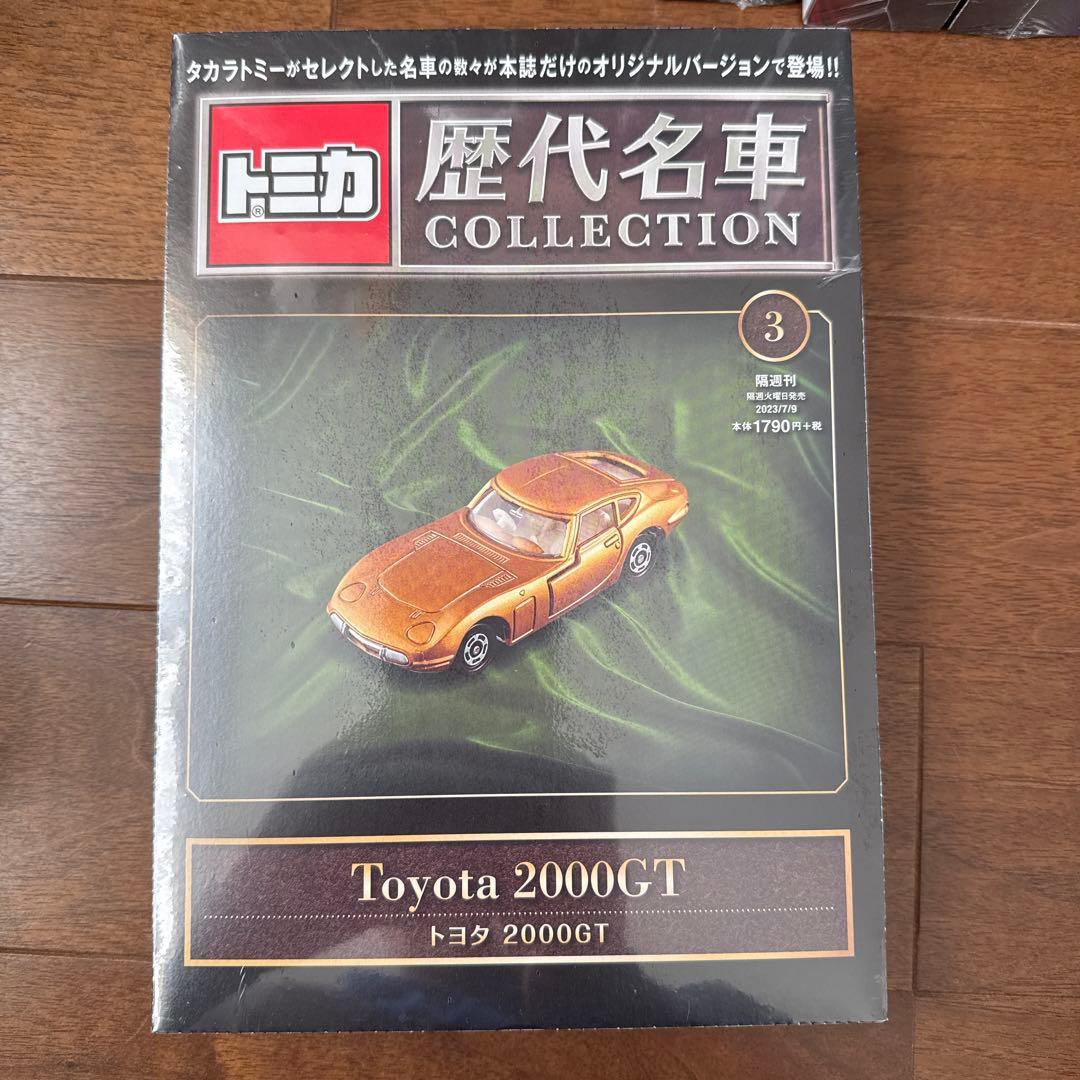 タカラトミーがセレクトした名車の数々が本誌だけのオリジナルバージョンで登場!!
トミカ®
歴代名車
COLLECTION
3
隔週刊
隔週火曜日発売
2023/7/9
本体1790円+税
Toyota 2000GT
トヨタ 2000GT